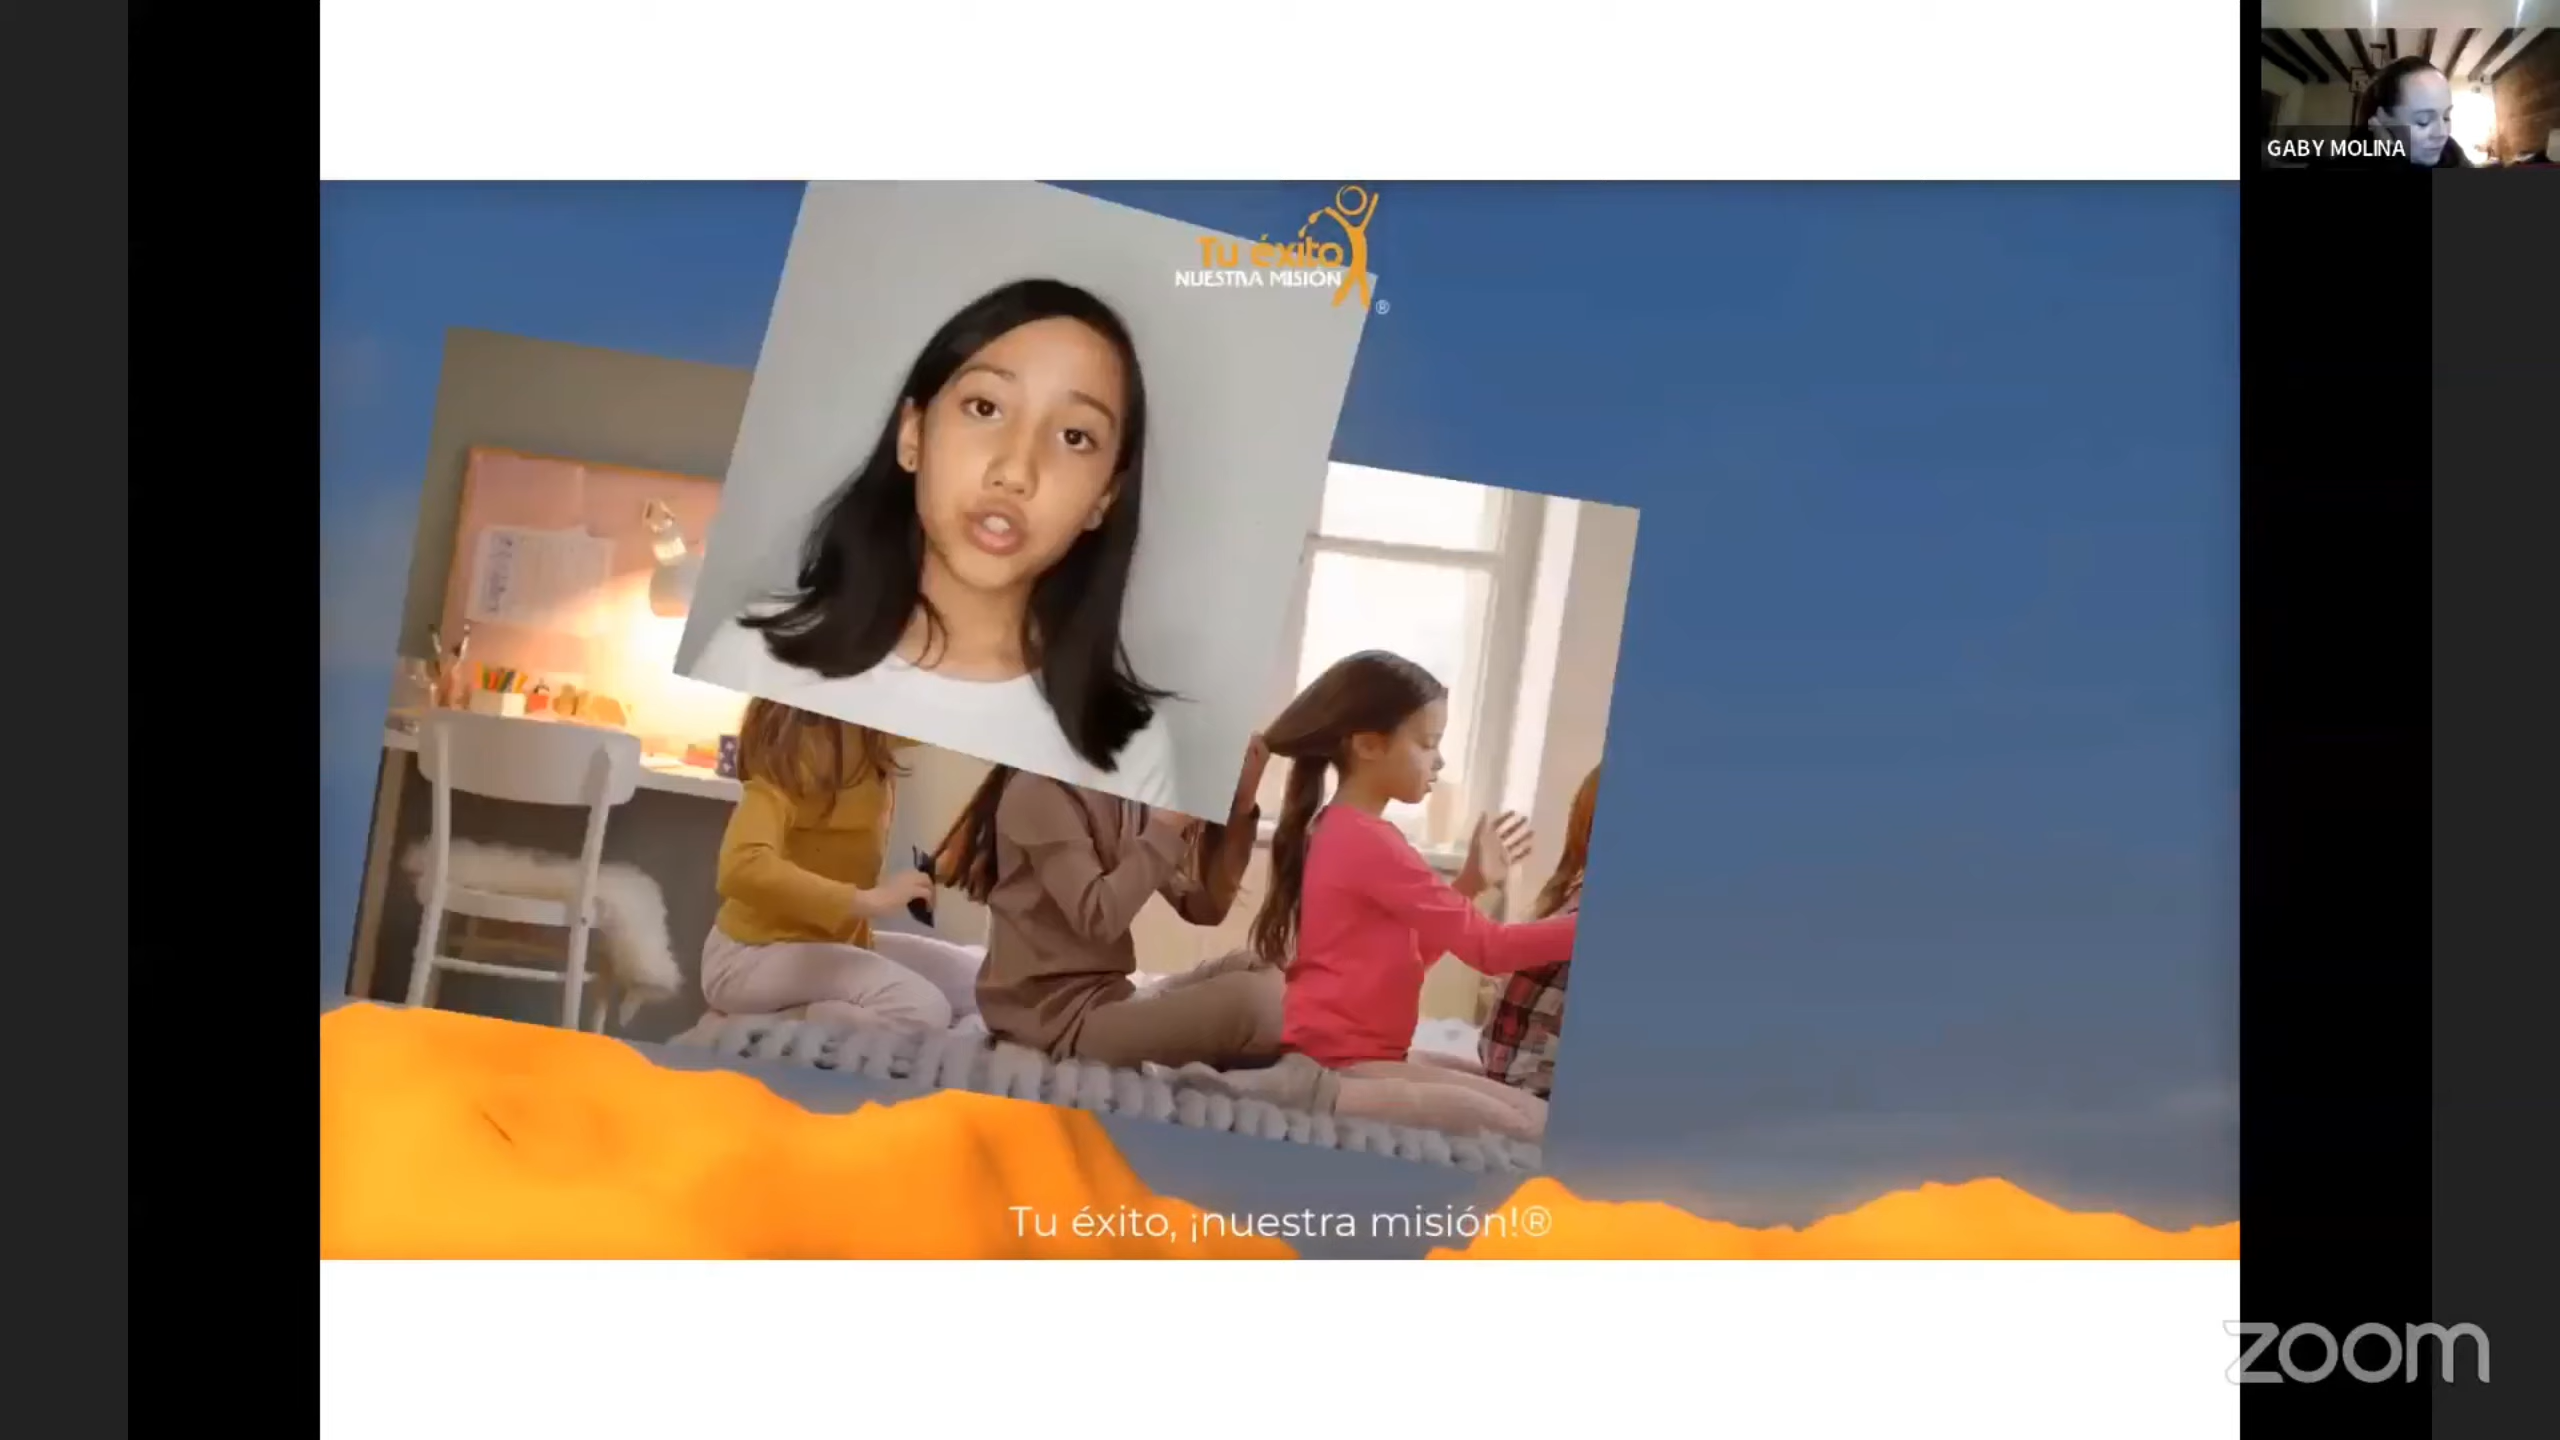 GABY MOLINA
Tu éxito
NUESTRA MISIÓN
®
Tu éxito, ¡nuestra misión!®
zoom